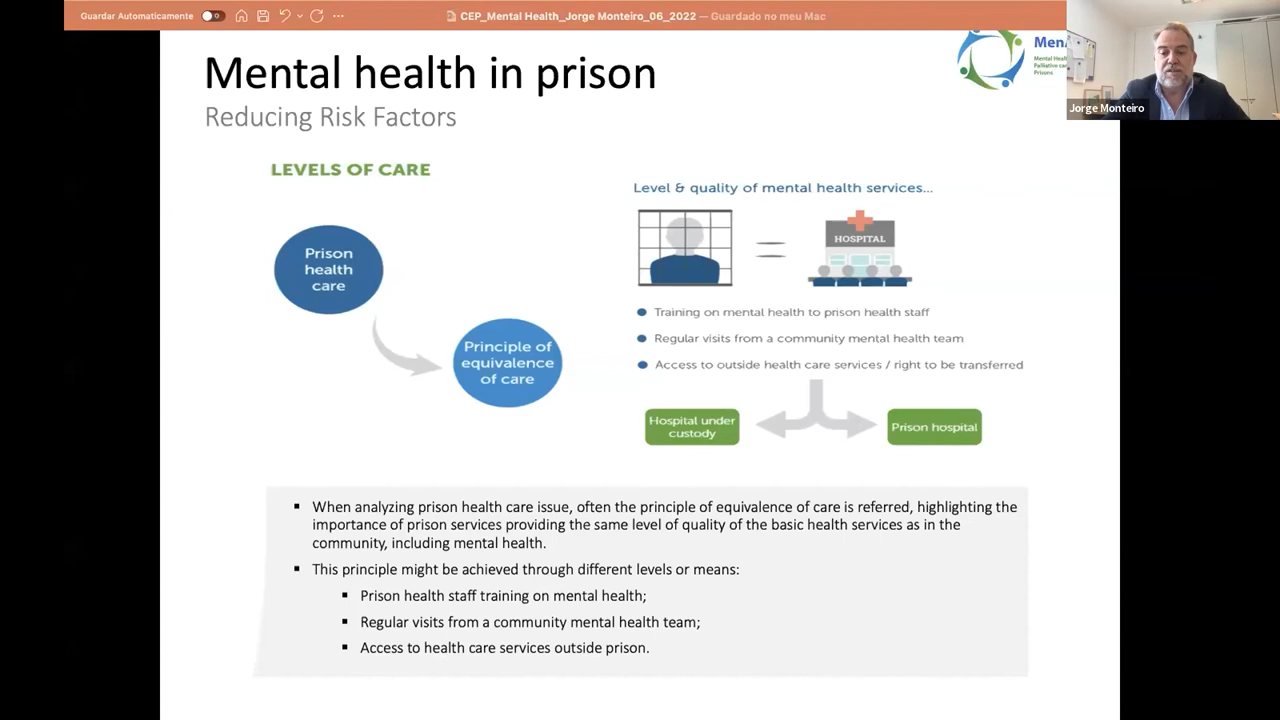 Guardar Automaticamente
CEP_Mental Health_Jorge Monteiro_06_2022 — Guardado no meu Mac
Mental health in prison
Reducing Risk Factors
Jorge Monteiro
LEVELS OF CARE
Prison
health
care
Principle of
equivalence
of care
Level & quality of mental health services...
HOSPITAL
Training on mental health to prison health staff
Regular visits from a community mental health team
Access to outside health care services / right to be transferred
Hospital under
custody
Prison hospital
▪ When analyzing prison health care issue, often the principle of equivalence of care is referred, highlighting the
importance of prison services providing the same level of quality of the basic health services as in the
community, including mental health.
▪ This principle might be achieved through different levels or means:
▪ Prison health staff training on mental health;
▪ Regular visits from a community mental health team;
▪ Access to health care services outside prison.